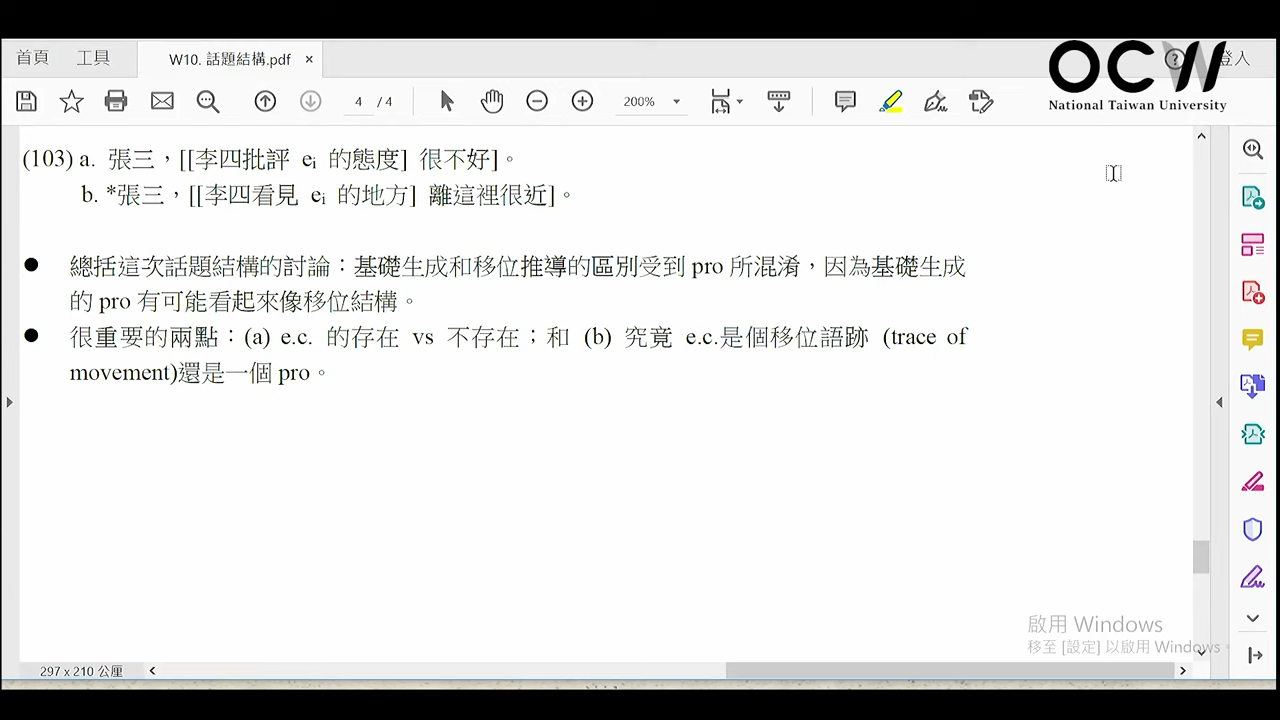 首頁 工具 W10. 話題結構.pdf × 登入
OCW
National Taiwan University
4 / 4 200%
(103) a. 張三，[[李四批評 ei 的態度] 很不好]。
b. *張三，[[李四看見 ei 的地方] 離這裡很近]。
● 總括這次話題結構的討論：基礎生成和移位推導的區別受到 pro 所混淆，因為基礎生成
的 pro 有可能看起來像移位結構。
● 很重要的兩點：(a) e.c. 的存在 vs 不存在；和 (b) 究竟 e.c.是個移位語跡 (trace of
movement)還是一個 pro。
啟用 Windows
移至 [設定] 以啟用 Windows。
297 x 210 公厘